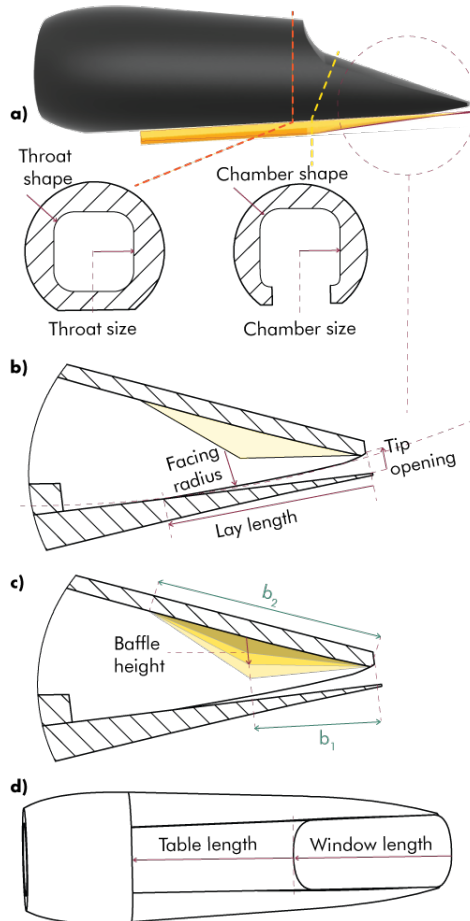 a)
Throat
shape
Chamber shape
Throat size
Chamber size
b)
Facing
radius
Tip
opening
Lay length
c)
b2
Baffle
height
b1
d)
Table length
Window length